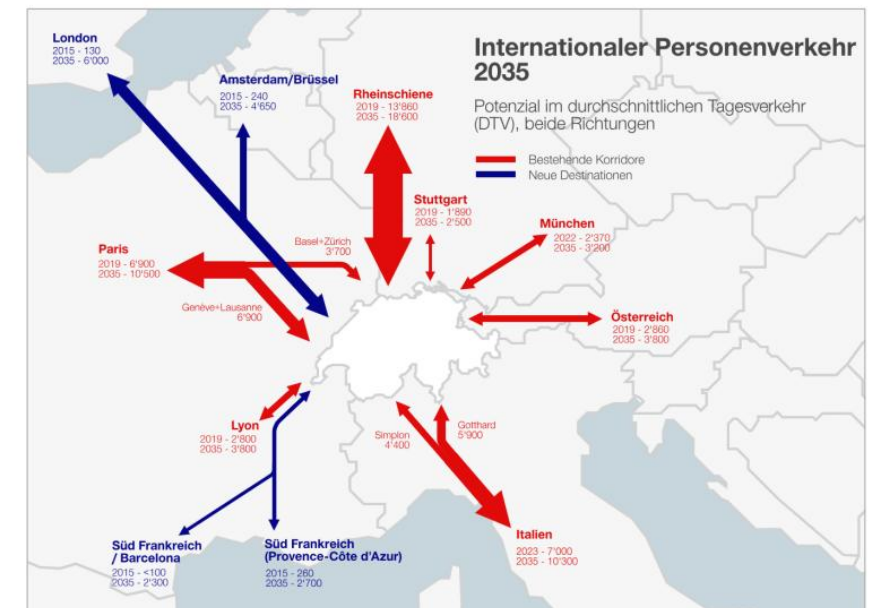 Internationaler Personenverkehr
2035
Potenzial im durchschnittlichen Tagesverkehr
(DTV), beide Richtungen
Bestehende Korridore
Neue Destinationen
London
2015 - 130
2035 - 6'000
Amsterdam/Brüssel
2015 - 240
2035 - 4'650
Rheinschiene
2019 - 13'860
2035 - 18'600
Stuttgart
2019 - 1'890
2035 - 2'500
München
2022 - 2'370
2035 - 3'200
Paris
2019 - 6'900
2035 - 10'500
Basel+Zürich
3'700
Genève+Lausanne
6'900
Österreich
2019 - 2'860
2035 - 3'800
Lyon
2019 - 2'800
2035 - 3'800
Simplon
4'400
Gotthard
5'900
Italien
2023 - 7'000
2035 - 10'300
Süd Frankreich
/ Barcelona
2015 - <100
2035 - 2'300
Süd Frankreich
(Provence-Côte d'Azur)
2015 - 260
2035 - 2'700